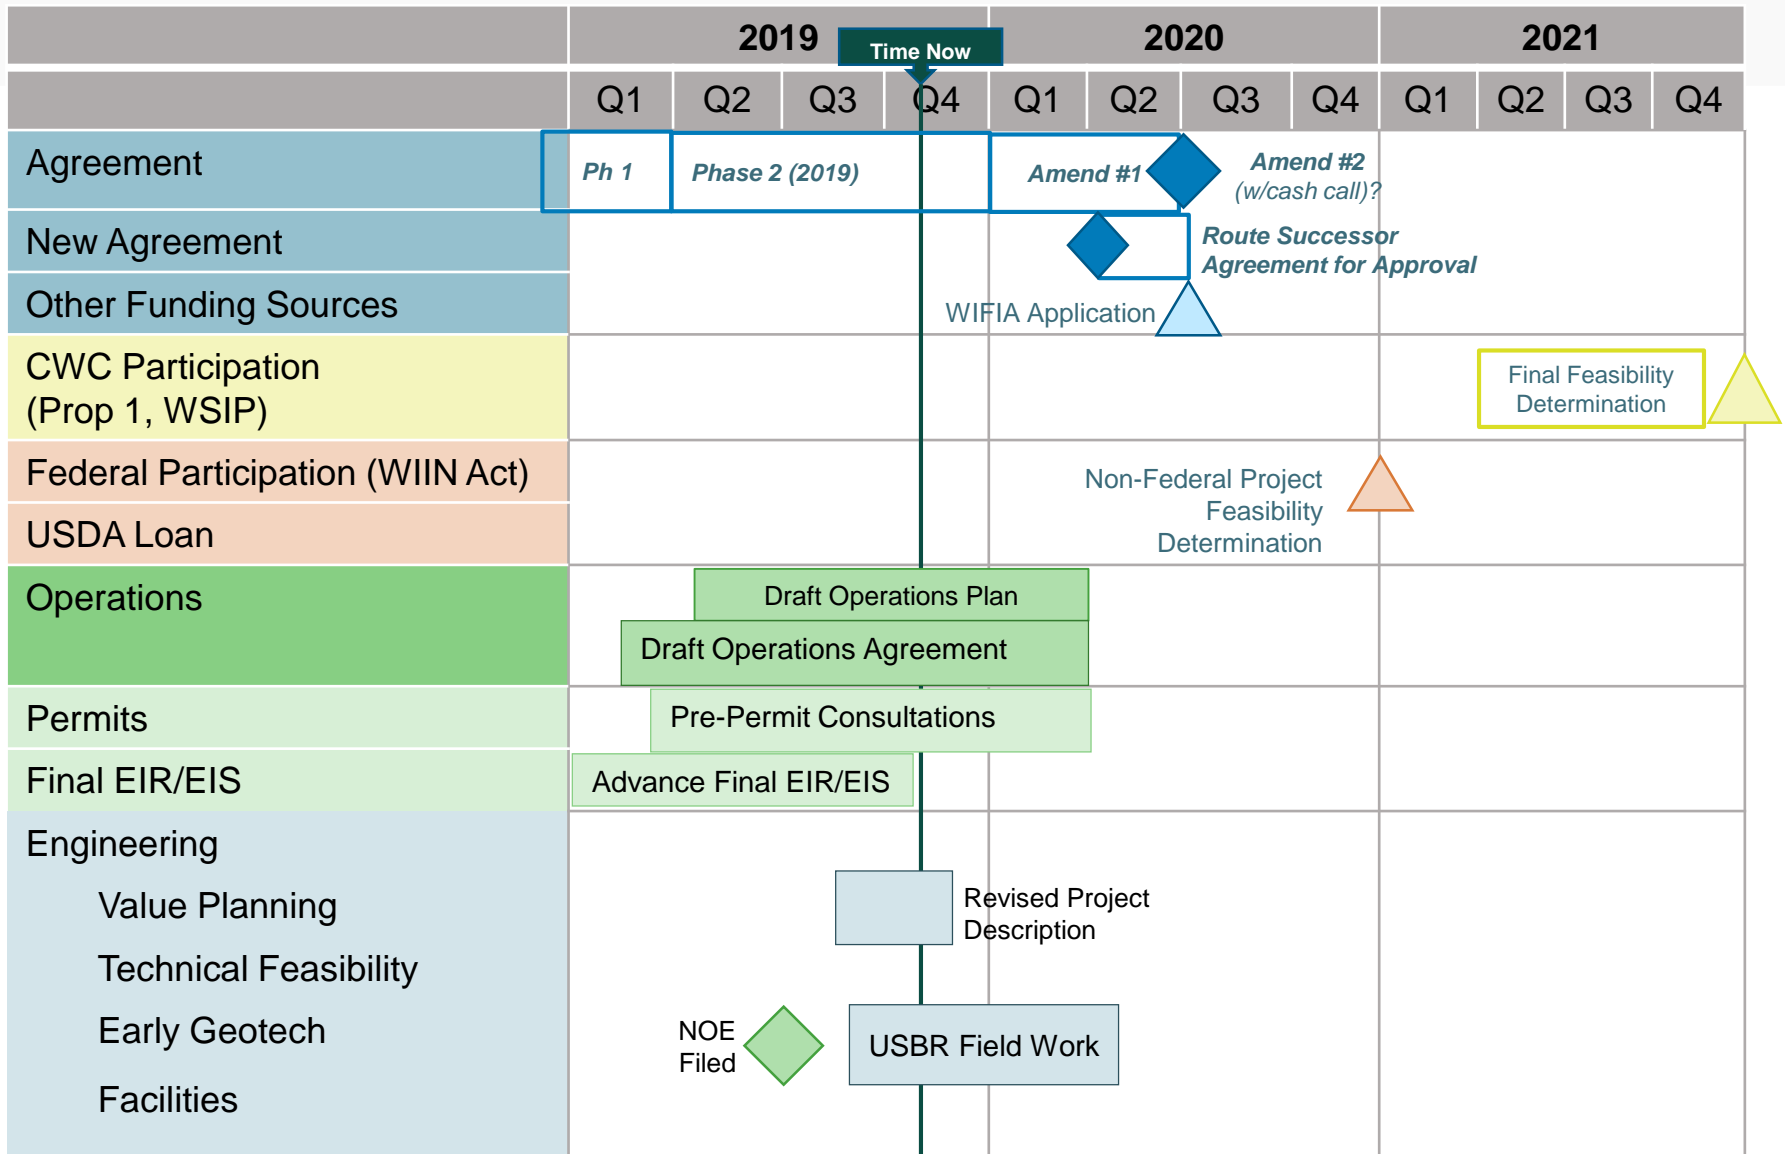 2019
Time Now
2020
2021
Q1 Q2 Q3 Q4 Q1 Q2 Q3 Q4 Q1 Q2 Q3 Q4
Agreement
Ph 1
Phase 2 (2019)
Amend #1
Amend #2
(w/cash call)?
New Agreement
Route Successor
Agreement for Approval
Other Funding Sources
WIFIA Application
CWC Participation
(Prop 1, WSIP)
Final Feasibility
Determination
Federal Participation (WIIN Act)
Non-Federal Project
Feasibility
Determination
USDA Loan
Operations
Draft Operations Plan
Draft Operations Agreement
Permits
Pre-Permit Consultations
Final EIR/EIS
Advance Final EIR/EIS
Engineering
Value Planning
Revised Project
Description
Technical Feasibility
Early Geotech
NOE
Filed
USBR Field Work
Facilities